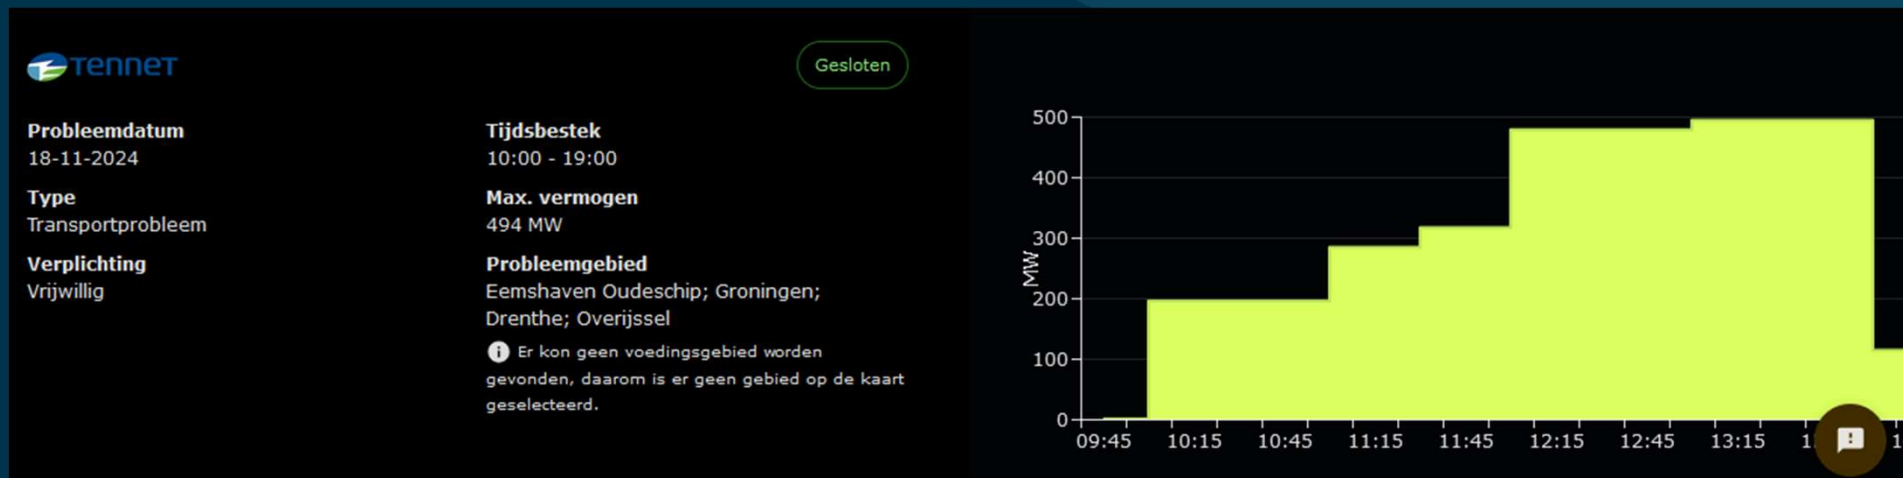 TenneT
Gesloten
Probleemdatum
18-11-2024
Type
Transportprobleem
Verplichting
Vrijwillig
Tijdsbestek
10:00 - 19:00
Max. vermogen
494 MW
Probleemgebied
Eemshaven Oudeschip; Groningen;
Drenthe; Overijssel
Er kon geen voedingsgebied worden
gevonden, daarom is er geen gebied op de kaart
geselecteerd.
500
400
300
MW
200
100
0
09:45 10:15 10:45 11:15 11:45 12:15 12:45 13:15